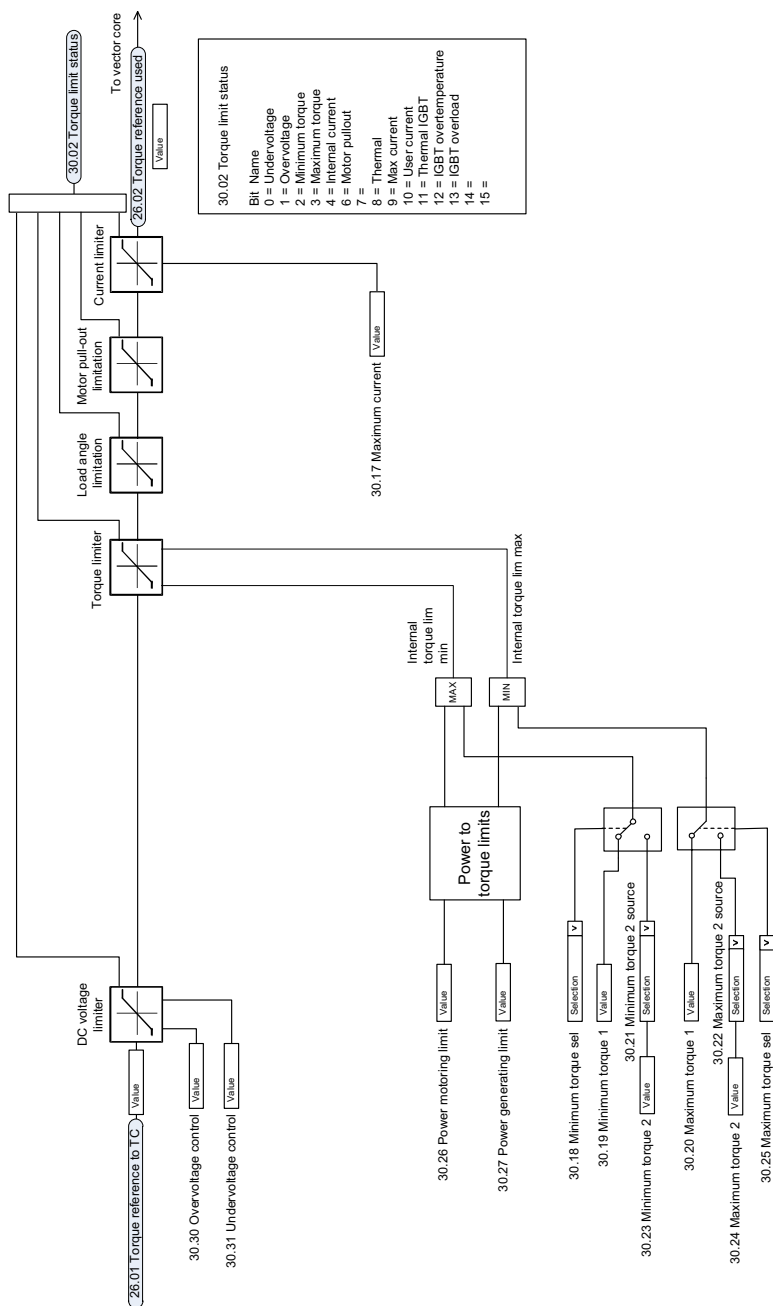 26.01 Torque reference to TC
Value
30.30 Overvoltage control
Value
30.31 Undervoltage control
Value
DC voltage
limiter
Torque limiter
Load angle
limitation
Motor pull-out
limitation
Current limiter
30.02 Torque limit status
26.02 Torque reference used
To vector core
Value
30.17 Maximum current
Value
30.26 Power motoring limit
Value
30.27 Power generating limit
Value
Power to
torque limits
MAX
MIN
Internal
torque lim
min
Internal torque lim max
30.18 Minimum torque sel
Selection
v
30.19 Minimum torque 1
Value
30.21 Minimum torque 2 source
Selection
v
30.23 Minimum torque 2
Value
30.20 Maximum torque 1
Value
30.22 Maximum torque 2 source
Selection
v
30.24 Maximum torque 2
Value
30.25 Maximum torque sel
Selection
v
30.02 Torque limit status
Bit Name
0 = Undervoltage
1 = Overvoltage
2 = Minimum torque
3 = Maximum torque
4 = Internal current
6 = Motor pullout
7 =
8 = Thermal
9 = Max current
10 = User current
11 = Thermal IGBT
12 = IGBT overtemperature
13 = IGBT overload
14 =
15 =